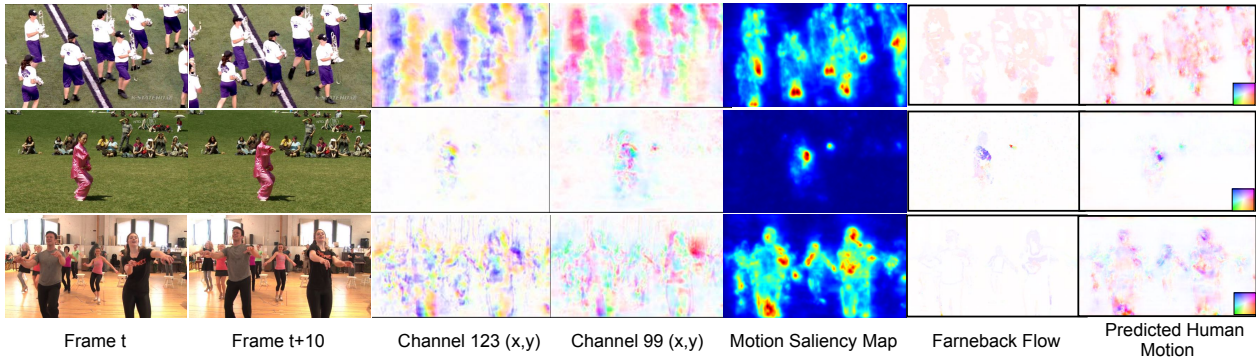 Frame t
Frame t+10
Channel 123 (x,y)
Channel 99 (x,y)
Motion Saliency Map
Farneback Flow
Predicted Human
Motion